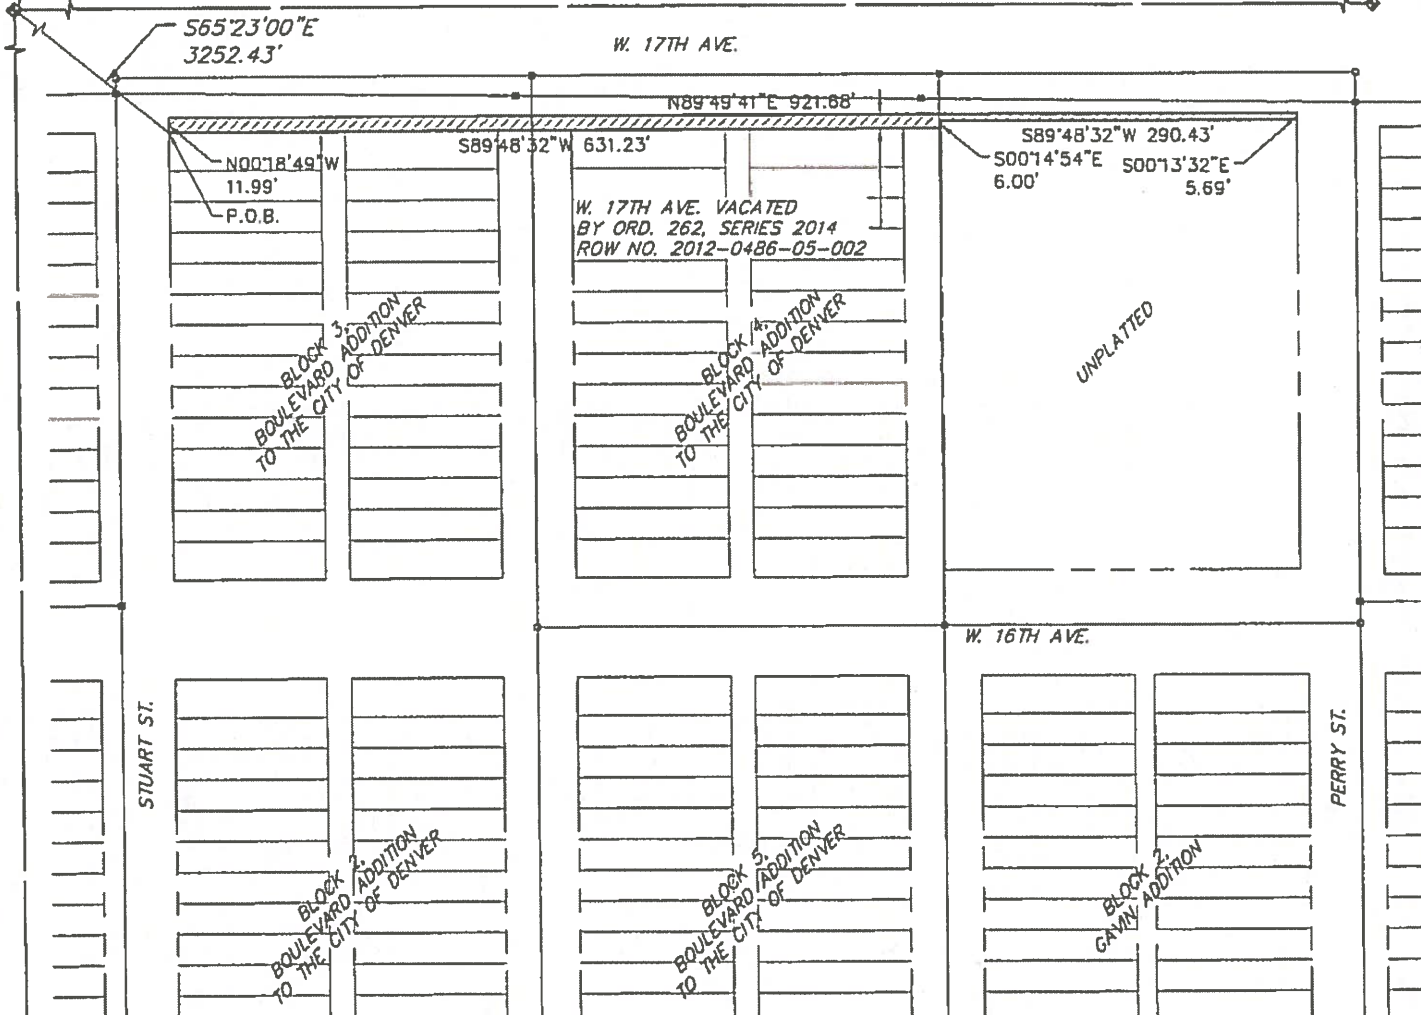 S65°23'00"E
3252.43'
W. 17TH AVE.
N89°49'41"E 921.68'
S89°48'32"W 631.23'
S89°48'32"W 290.43'
N00°18'49"W
11.99'
P.O.B.
S00°14'54"E
6.00'
S00°13'32"E
5.69'
W. 17TH AVE. VACATED
BY ORD. 262, SERIES 2014
ROW NO. 2012-0486-05-002
BLOCK 3,
BOULEVARD ADDITION
TO THE CITY OF DENVER
BLOCK 4,
BOULEVARD ADDITION
TO THE CITY OF DENVER
UNPLATTED
W. 16TH AVE.
STUART ST.
PERRY ST.
BLOCK 2,
BOULEVARD ADDITION
TO THE CITY OF DENVER
BLOCK 5,
BOULEVARD ADDITION
TO THE CITY OF DENVER
BLOCK 2,
GAVIN ADDITION